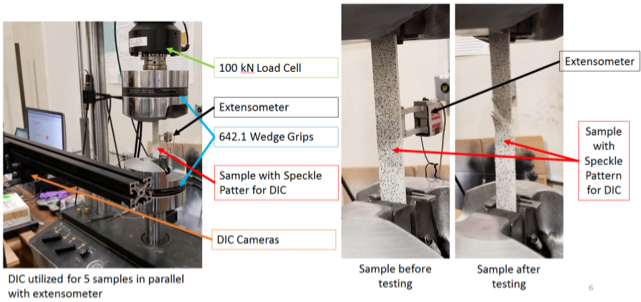 100 kN Load Cell
Extensometer
642.1 Wedge Grips
Sample with Speckle
Patter for DIC
DIC Cameras
DIC utilized for 5 samples in parallel
with extensometer
Extensometer
Sample
with
Speckle
Pattern
for DIC
Sample before
testing
Sample after
testing
6